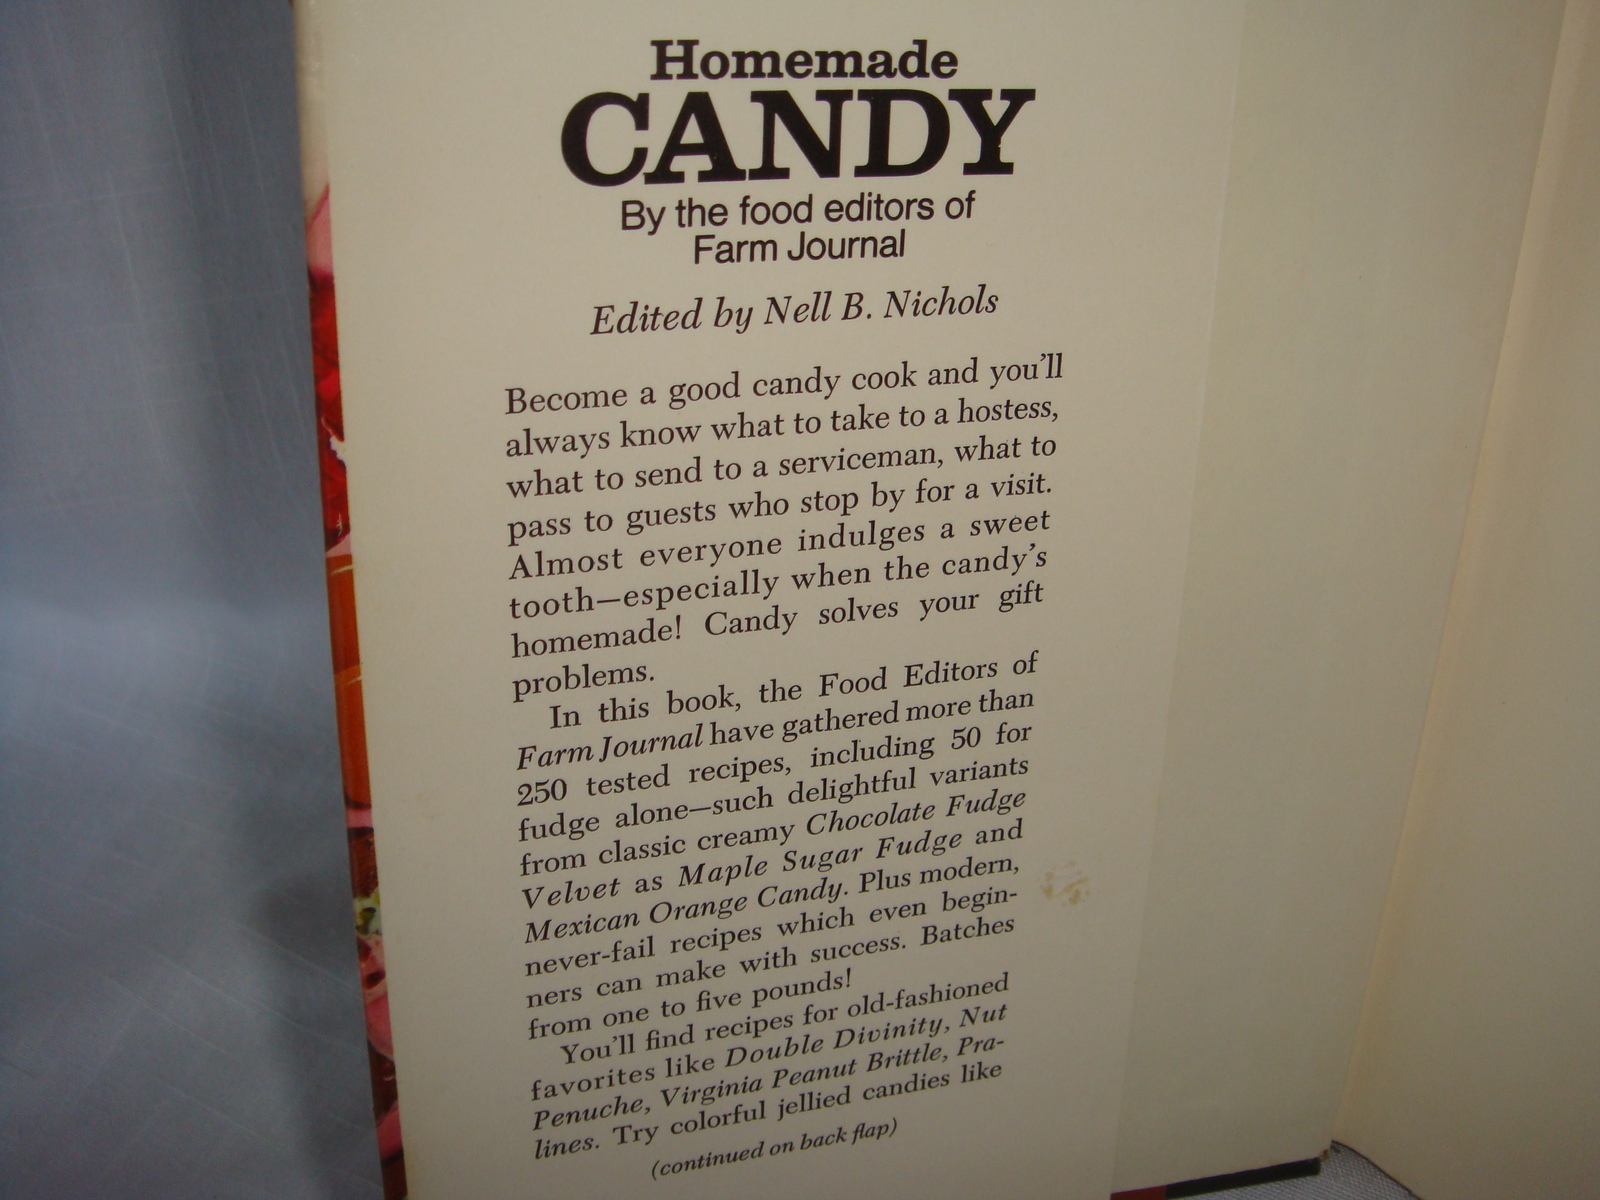 Homemade
CANDY
By the food editors of
Farm Journal
Edited by Nell B. Nichols
Become a good candy cook and you'll
always know what to take to a hostess,
what to send to a serviceman, what to
pass to guests who stop by for a visit.
Almost everyone indulges a sweet
tooth—especially when the candy's
homemade! Candy solves your gift
problems.
In this book, the Food Editors of
Farm Journal have gathered more than
250 tested recipes, including 50 for
fudge alone—such delightful variants
from classic creamy Chocolate Fudge
Velvet as Maple Sugar Fudge and
Mexican Orange Candy. Plus modern,
never-fail recipes which even begin-
ners can make with success. Batches
from one to five pounds!
You'll find recipes for old-fashioned
favorites like Double Divinity, Nut
Penuche, Virginia Peanut Brittle, Pra-
lines. Try colorful jellied candies like
(continued on back flap)